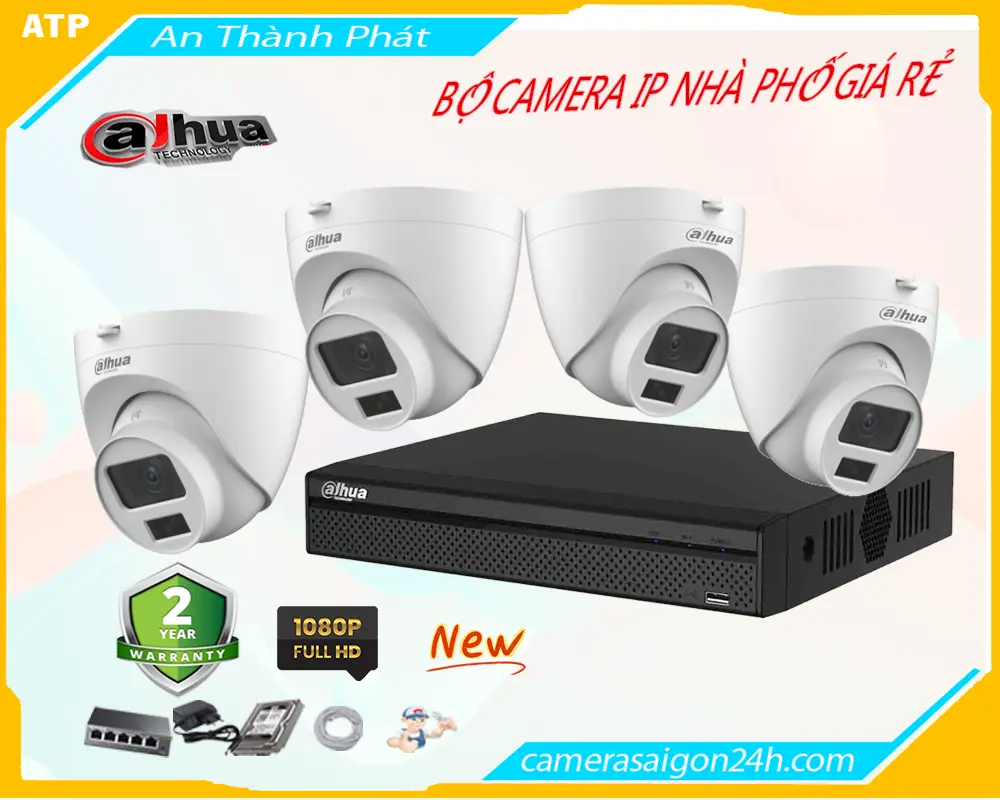 ATP
An Thành Phát
BỘ CAMERA IP NHÀ PHỐ GIÁ RẺ
alhua
TECHNOLOGY
alhua
alhua
alhua
alhua
alhua
2
YEAR
WARRANTY
1080P
FULL HD
New
camerasaigon24h.com